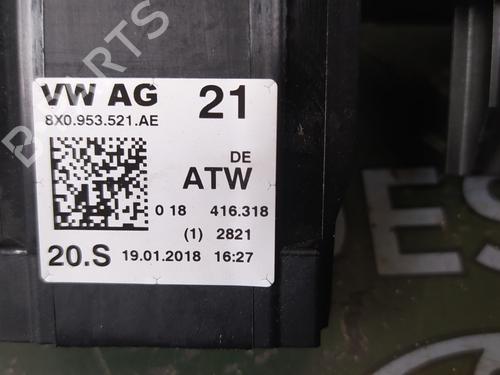 PARTS
VW AG 21
8X0.953.521.AE
DE
ATW
0 18 416.318
(1) 2821
20.S 19.01.2018 16:27